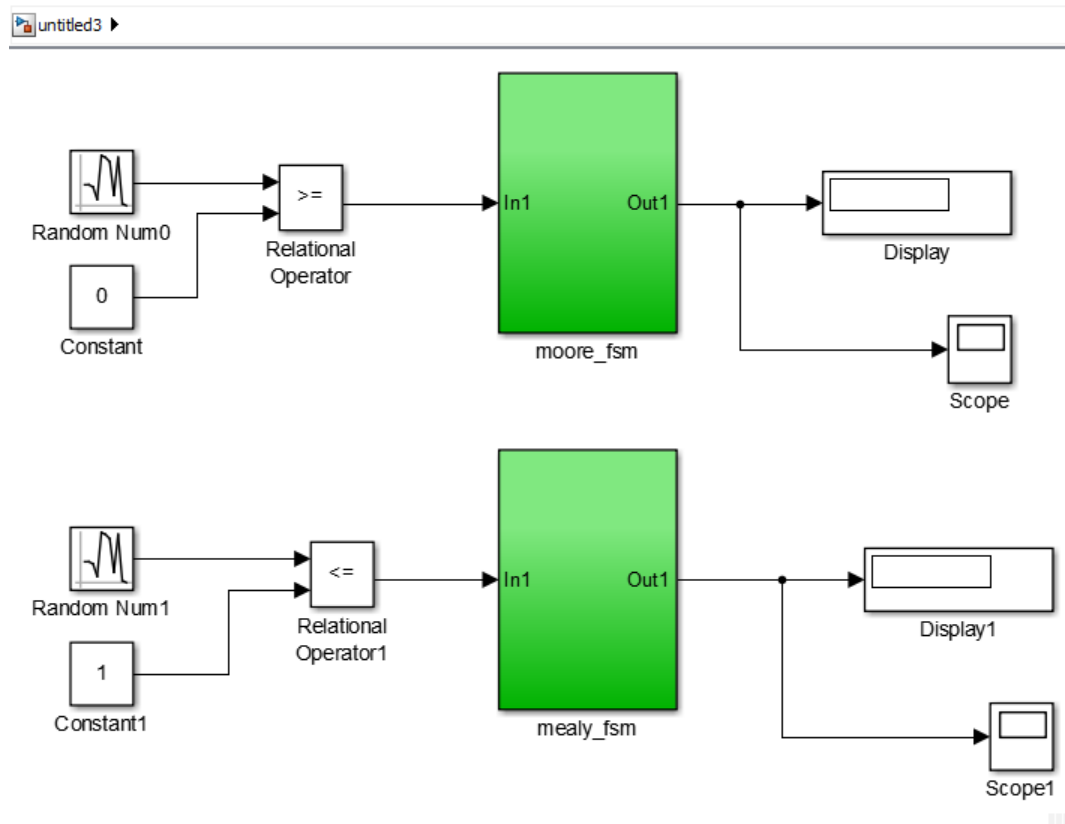 untitled3
>=
In1
Out1
Random Num0
Relational
Operator
Display
0
Constant
moore_fsm
Scope
<=
In1
Out1
Random Num1
Relational
Operator1
Display1
1
Constant1
mealy_fsm
Scope1